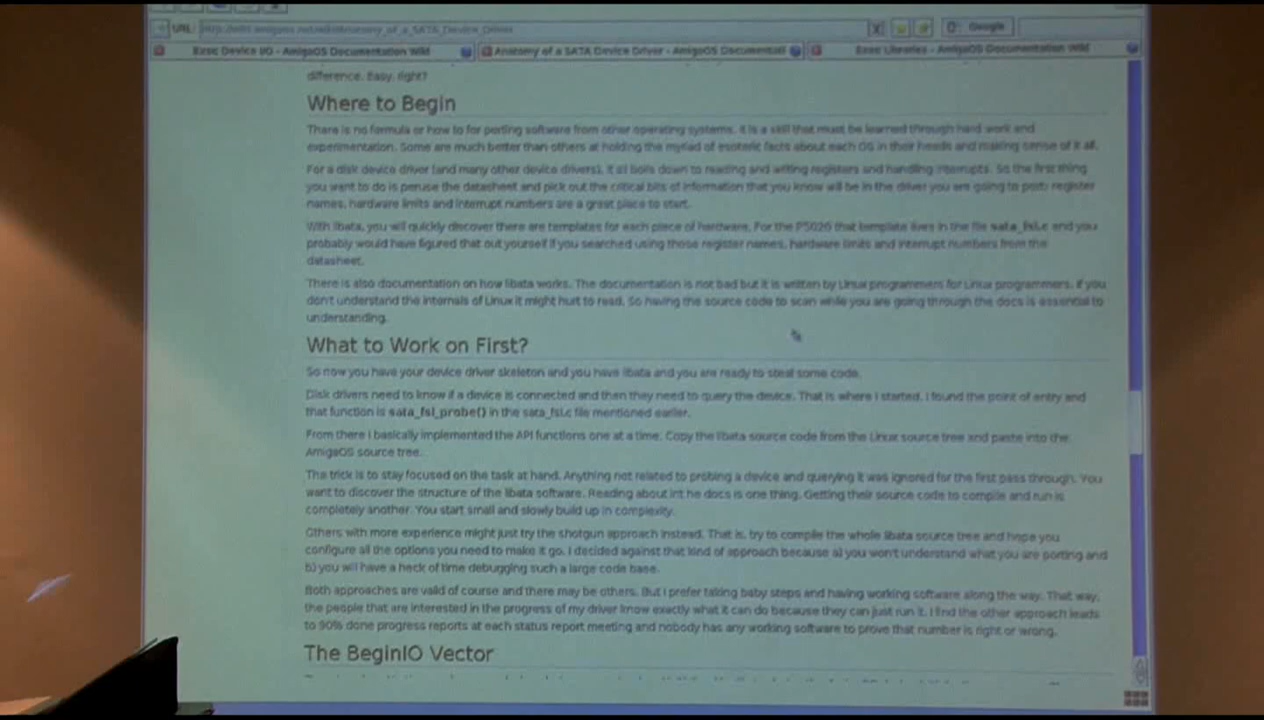 URL: http://wiki.amigaos.net/wiki/Anatomy_of_a_SATA_Device_Driver
Google
Exec Device I/O - AmigaOS Documentation Wiki
Anatomy of a SATA Device Driver - AmigaOS Documentati
Exec Libraries - AmigaOS Documentation Wiki
difference. Easy, right?
Where to Begin
There is no formula or how to for porting software from other operating systems. It is a skill that must be learned through hard work and
experimentation. Some are much better than others at holding the myriad of esoteric facts about each OS in their heads and making sense of it all.
For a disk device driver (and many other device drivers), it all boils down to reading and writing registers and handling interrupts. So the first thing
you want to do is peruse the datasheet and pick out the critical bits of information that you know will be in the driver you are going to port: register
names, hardware limits and interrupt numbers are a great place to start.
With libata, you will quickly discover there are templates for each piece of hardware. For the P5020 that template lives in the file sata_fsl.c and you
probably would have figured that out yourself if you searched using those register names, hardware limits and interrupt numbers from the
datasheet.
There is also documentation on how libata works. The documentation is not bad but it is written by Linux programmers for Linux programmers. If you
don't understand the internals of Linux it might hurt to read. So having the source code to scan while you are going through the docs is essential to
understanding.
What to Work on First?
So now you have your device driver skeleton and you have libata and you are ready to steal some code.
Disk drivers need to know if a device is connected and then they need to query the device. That is where I started. I found the point of entry and
that function is sata_fsl_probe() in the sata_fsl.c file mentioned earlier.
From there I basically implemented the API functions one at a time. Copy the libata source code from the Linux source tree and paste into the
AmigaOS source tree.
The trick is to stay focused on the task at hand. Anything not related to probing a device and querying it was ignored for the first pass through. You
want to discover the structure of the libata software. Reading about int he docs is one thing. Getting their source code to compile and run is
completely another. You start small and slowly build up in complexity.
Others with more experience might just try the shotgun approach instead. That is, try to compile the whole libata source tree and hope you
configure all the options you need to make it go. I decided against that kind of approach because a) you won't understand what you are porting and
b) you will have a heck of time debugging such a large code base.
Both approaches are valid of course and there may be others. But I prefer taking baby steps and having working software along the way. That way,
the people that are interested in the progress of my driver know exactly what it can do because they can just run it. I find the other approach leads
to 90% done progress reports at each status report meeting and nobody has any working software to prove that number is right or wrong.
The BeginIO Vector